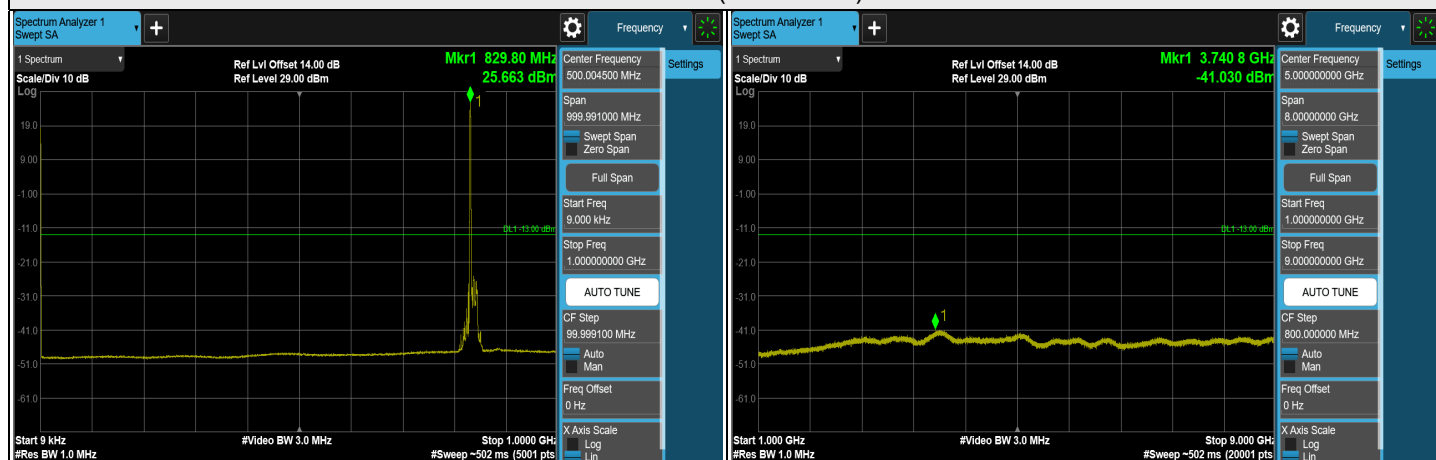 Spectrum Analyzer 1
Swept SA
+
Frequency
1 Spectrum
Scale/Div 10 dB
Log
Ref Lvl Offset 14.00 dB
Ref Level 29.00 dBm
Mkr1 829.80 MHz
25.663 dBm
1
19.0
9.00
-1.00
-11.0
DL1 -13.00 dBm
-21.0
-31.0
-41.0
-51.0
-61.0
Start 9 kHz
#Res BW 1.0 MHz
#Video BW 3.0 MHz
Stop 1.0000 GHz
#Sweep ~502 ms (5001 pts
Center Frequency
500.004500 MHz
Settings
Span
999.991000 MHz
Swept Span
Zero Span
Full Span
Start Freq
9.000 kHz
Stop Freq
1.000000000 GHz
AUTO TUNE
CF Step
99.999100 MHz
Auto
Man
Freq Offset
0 Hz
X Axis Scale
Log
Lin
Spectrum Analyzer 1
Swept SA
+
Frequency
1 Spectrum
Scale/Div 10 dB
Log
Ref Lvl Offset 14.00 dB
Ref Level 29.00 dBm
Mkr1 3.740 8 GHz
-41.030 dBm
19.0
9.00
-1.00
-11.0
DL1 -13.00 dBm
-21.0
-31.0
1
-41.0
-51.0
-61.0
Start 1.000 GHz
#Res BW 1.0 MHz
#Video BW 3.0 MHz
Stop 9.000 GHz
#Sweep ~502 ms (20001 pts
Center Frequency
5.000000000 GHz
Settings
Span
8.00000000 GHz
Swept Span
Zero Span
Full Span
Start Freq
1.000000000 GHz
Stop Freq
9.000000000 GHz
AUTO TUNE
CF Step
800.000000 MHz
Auto
Man
Freq Offset
0 Hz
X Axis Scale
Log
Lin